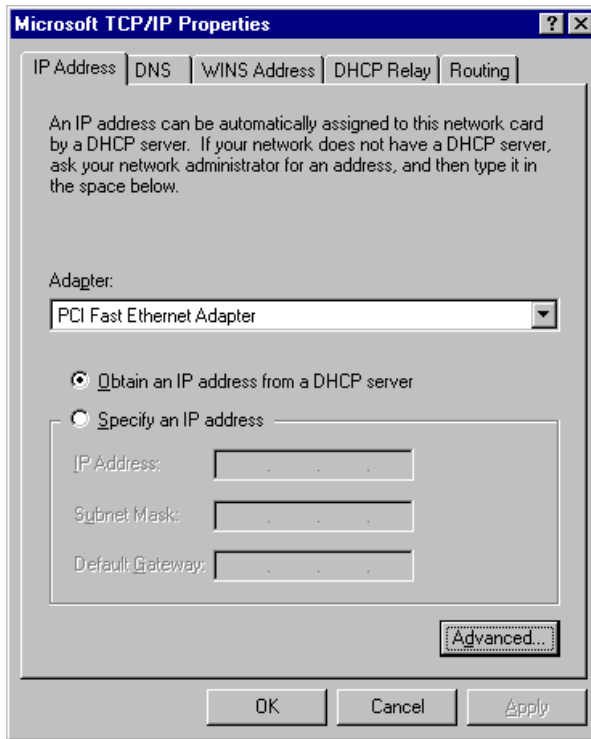 Microsoft TCP/IP Properties
IP Address
DNS
WINS Address
DHCP Relay
Routing
An IP address can be automatically assigned to this network card
by a DHCP server. If your network does not have a DHCP server,
ask your network administrator for an address, and then type it in
the space below.
Adapter:
PCI Fast Ethernet Adapter
Obtain an IP address from a DHCP server
Specify an IP address
IP Address:
Subnet Mask:
Default Gateway:
Advanced...
OK
Cancel
Apply